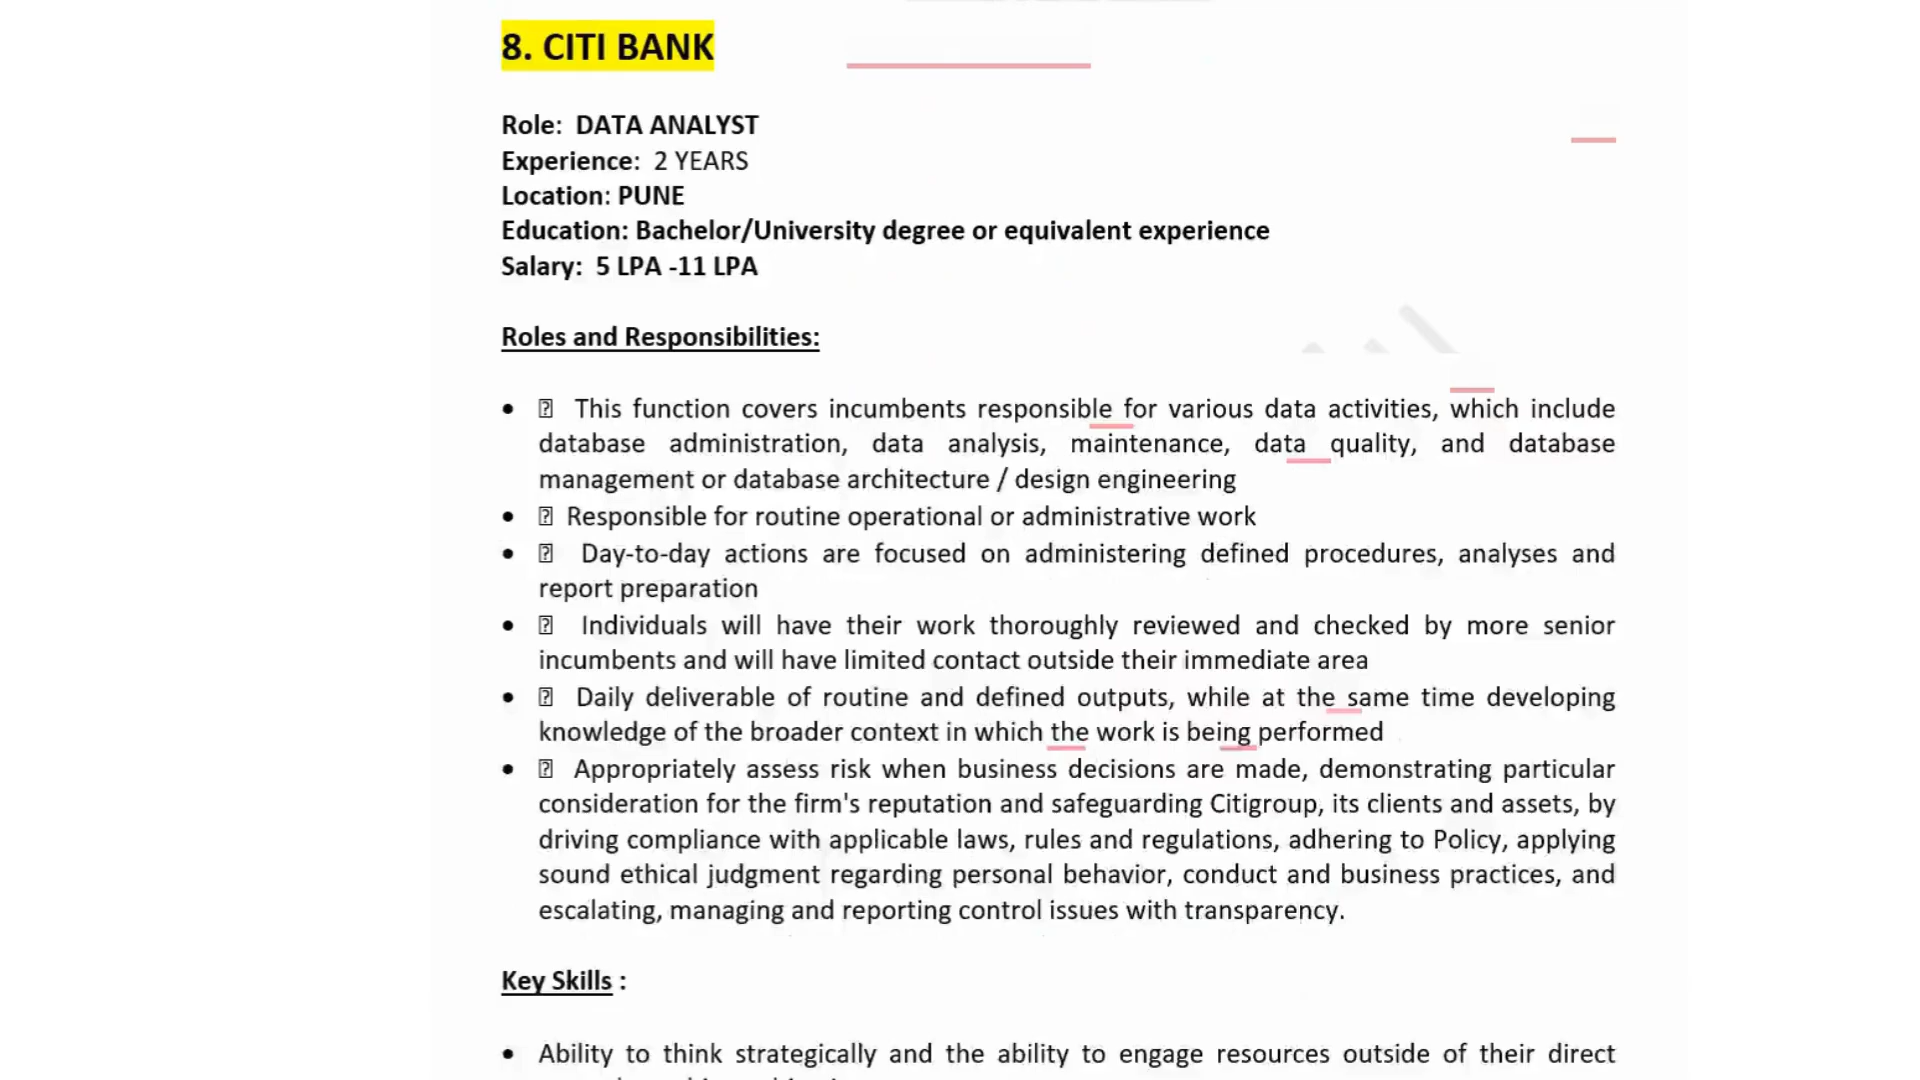 8. CITI BANK
Role: DATA ANALYST
Experience: 2 YEARS
Location: PUNE
Education: Bachelor/University degree or equivalent experience
Salary: 5 LPA -11 LPA
Roles and Responsibilities:
• This function covers incumbents responsible for various data activities, which include
database administration, data analysis, maintenance, data quality, and database
management or database architecture / design engineering
• Responsible for routine operational or administrative work
• Day-to-day actions are focused on administering defined procedures, analyses and
report preparation
• Individuals will have their work thoroughly reviewed and checked by more senior
incumbents and will have limited contact outside their immediate area
• Daily deliverable of routine and defined outputs, while at the same time developing
knowledge of the broader context in which the work is being performed
• Appropriately assess risk when business decisions are made, demonstrating particular
consideration for the firm's reputation and safeguarding Citigroup, its clients and assets, by
driving compliance with applicable laws, rules and regulations, adhering to Policy, applying
sound ethical judgment regarding personal behavior, conduct and business practices, and
escalating, managing and reporting control issues with transparency.
Key Skills :
• Ability to think strategically and the ability to engage resources outside of their direct